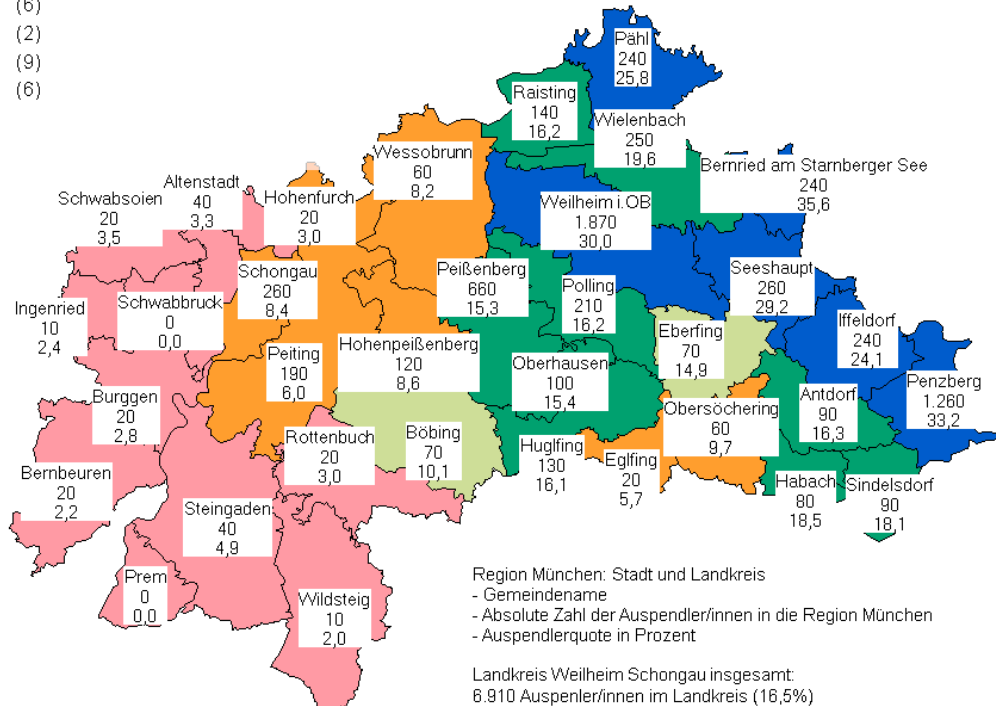 (6)
(2)
(9)
(6)
Pähl
240
25,8
Raisting
140
16,2
Wielenbach
250
19,6
Wessobrunn
60
8,2
Bernried am Starnberger See
240
35,6
Altenstadt
40
3,3
Schwabsoien
20
3,5
Hohenfurch
20
3,0
Weilheim i.OB
1.870
30,0
Schongau
260
8,4
Peißenberg
660
15,3
Polling
210
16,2
Seeshaupt
260
29,2
Ingenried
10
2,4
Schwabbruck
0
0,0
Iffeldorf
240
24,1
Eberfing
70
14,9
Hohenpeißenberg
120
8,6
Peiting
190
6,0
Oberhausen
100
15,4
Penzberg
1.260
33,2
Antdorf
90
16,3
Burggen
20
2,8
Obersöchering
60
9,7
Rottenbuch
20
3,0
Böbing
70
10,1
Huglfing
130
16,1
Eglfing
20
5,7
Bernbeuren
20
2,2
Habach
80
18,5
Sindelsdorf
90
18,1
Steingaden
40
4,9
Prem
0
0,0
Wildsteig
10
2,0
Region München: Stadt und Landkreis
- Gemeindename
- Absolute Zahl der Auspendler/innen in die Region München
- Auspendlerquote in Prozent
Landkreis Weilheim Schongau insgesamt:
6.910 Auspenler/innen im Landkreis (16,5%)